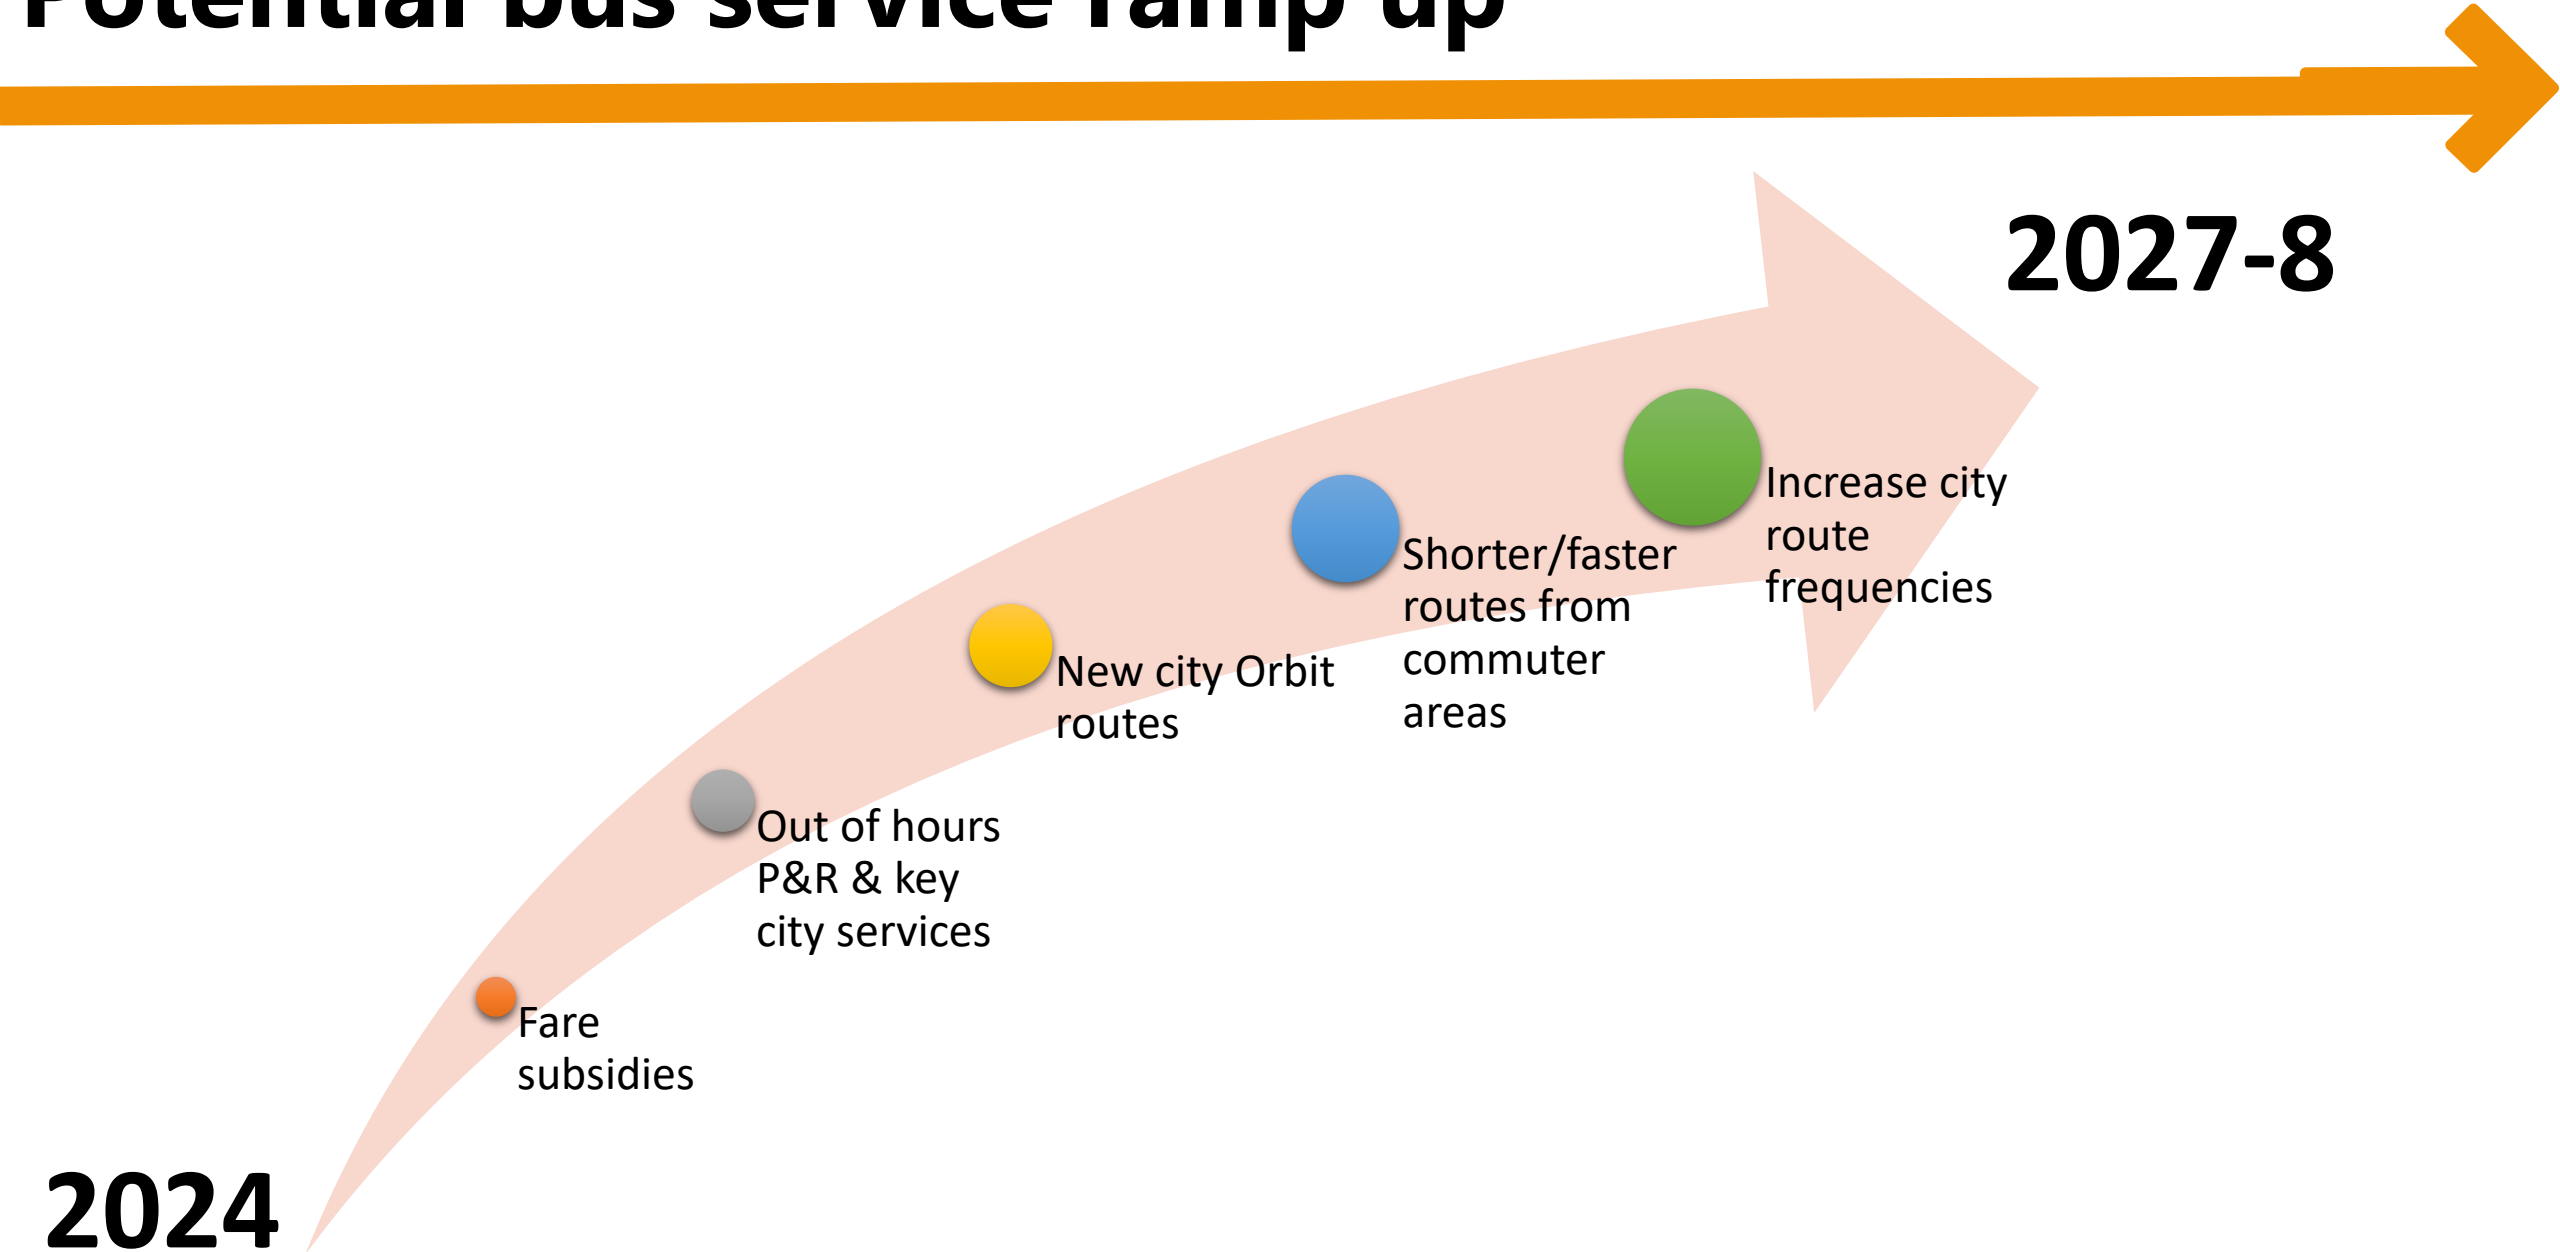 Potential bus service ramp up
2027-8
Increase city
route
frequencies
Shorter/faster
routes from
commuter
areas
New city Orbit
routes
Out of hours
P&R & key
city services
Fare
subsidies
2024